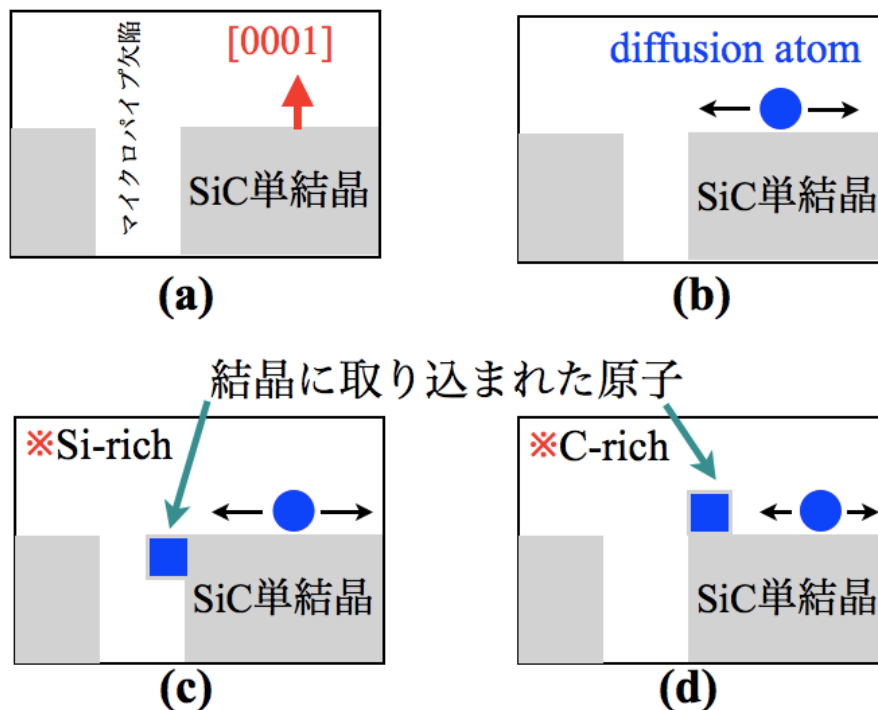 マイクロパイプ欠陥
[0001]
SiC単結晶
(a)
diffusion atom
SiC単結晶
(b)
結晶に取り込まれた原子
※Si-rich
SiC単結晶
(c)
※C-rich
SiC単結晶
(d)